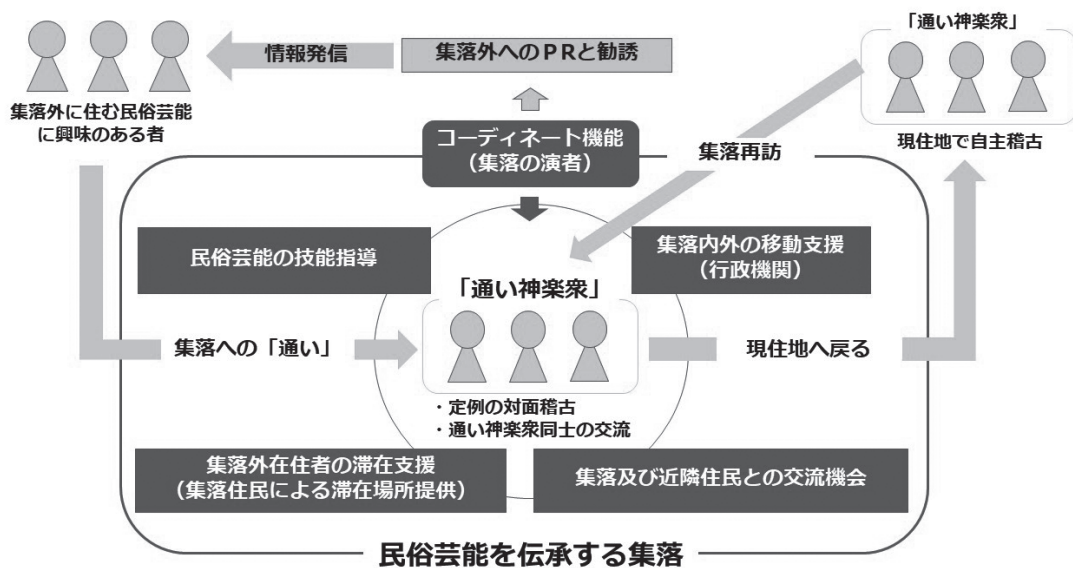 「通い神楽衆」
情報発信
集落外へのPRと勧誘
集落外に住む民俗芸能
に興味のある者
現住地で自主稽古
コーディネート機能
(集落の演者)
集落再訪
民俗芸能の技能指導
集落内外の移動支援
(行政機関)
「通い神楽衆」
集落への「通い」
現住地へ戻る
・定例の対面稽古
・通い神楽衆同士の交流
集落外在住者の滞在支援
(集落住民による滞在場所提供)
集落及び近隣住民との交流機会
民俗芸能を伝承する集落